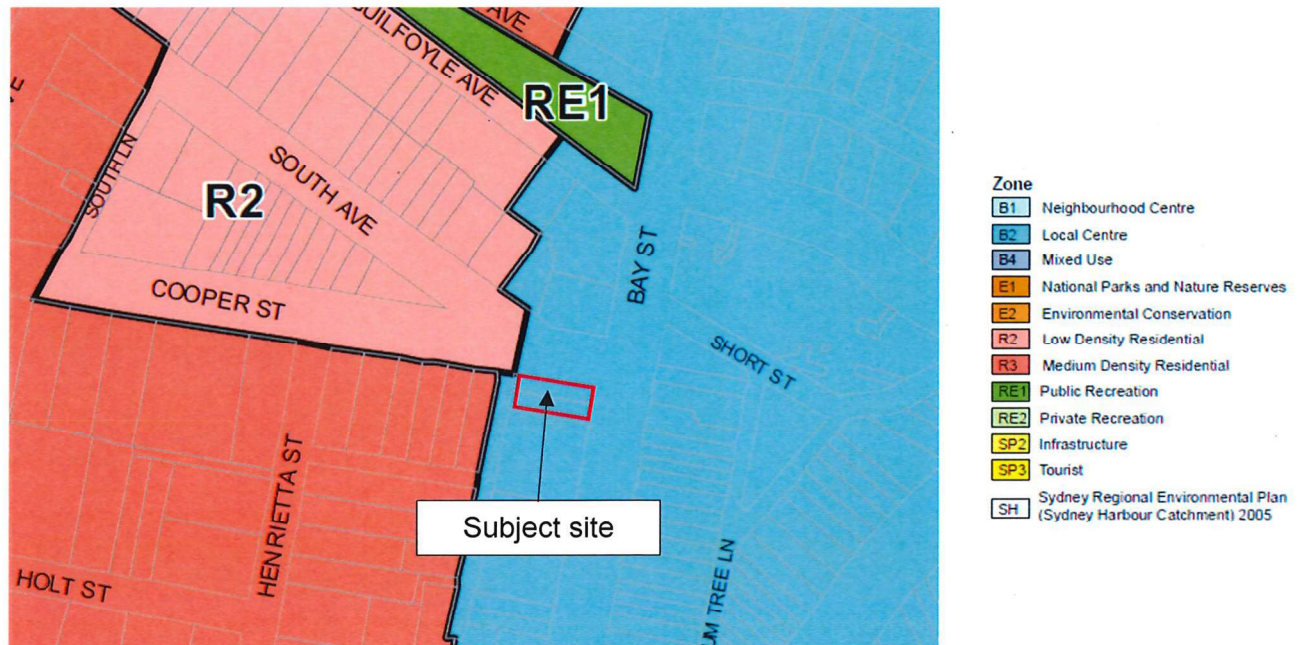 GUILFOYLE AVE
AVE
RE1
SOUTH LN
R2
SOUTH AVE
BAY ST
COOPER ST
SHORT ST
Subject site
HENRIETTA ST
HOLT ST
UM TREE LN
Zone
B1 Neighbourhood Centre
B2 Local Centre
B4 Mixed Use
E1 National Parks and Nature Reserves
E2 Environmental Conservation
R2 Low Density Residential
R3 Medium Density Residential
RE1 Public Recreation
RE2 Private Recreation
SP2 Infrastructure
SP3 Tourist
SH Sydney Regional Environmental Plan
(Sydney Harbour Catchment) 2005